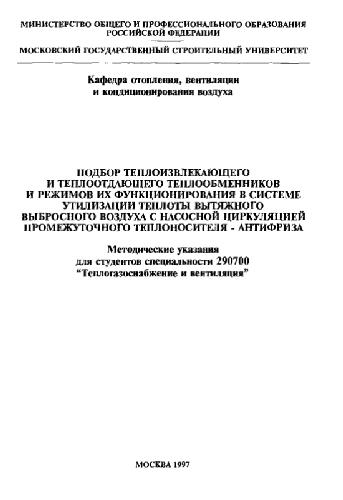 МИНИСТЕРСТВО ОБЩЕГО И ПРОФЕССИОНАЛЬНОГО ОБРАЗОВАНИЯ
РОССИЙСКОЙ ФЕДЕРАЦИИ
МОСКОВСКИЙ ГОСУДАРСТВЕННЫЙ СТРОИТЕЛЬНЫЙ УНИВЕРСИТЕТ
Кафедра отопления, вентиляции
и кондиционирования воздуха
ПОДБОР ТЕПЛОИЗВЛЕКАЮЩЕГО
И ТЕПЛООТДАЮЩЕГО ТЕПЛООБМЕННИКОВ
И РЕЖИМОВ ИХ ФУНКЦИОНИРОВАНИЯ В СИСТЕМЕ
УТИЛИЗАЦИИ ТЕПЛОТЫ ВЫТЯЖНОГО
ВЫБРОСНОГО ВОЗДУХА С НАСОСНОЙ ЦИРКУЛЯЦИЕЙ
ПРОМЕЖУТОЧНОГО ТЕПЛОНОСИТЕЛЯ - АНТИФРИЗА
Методические указания
для студентов специальности 290700
"Теплогазоснабжение и вентиляция"
МОСКВА 1997